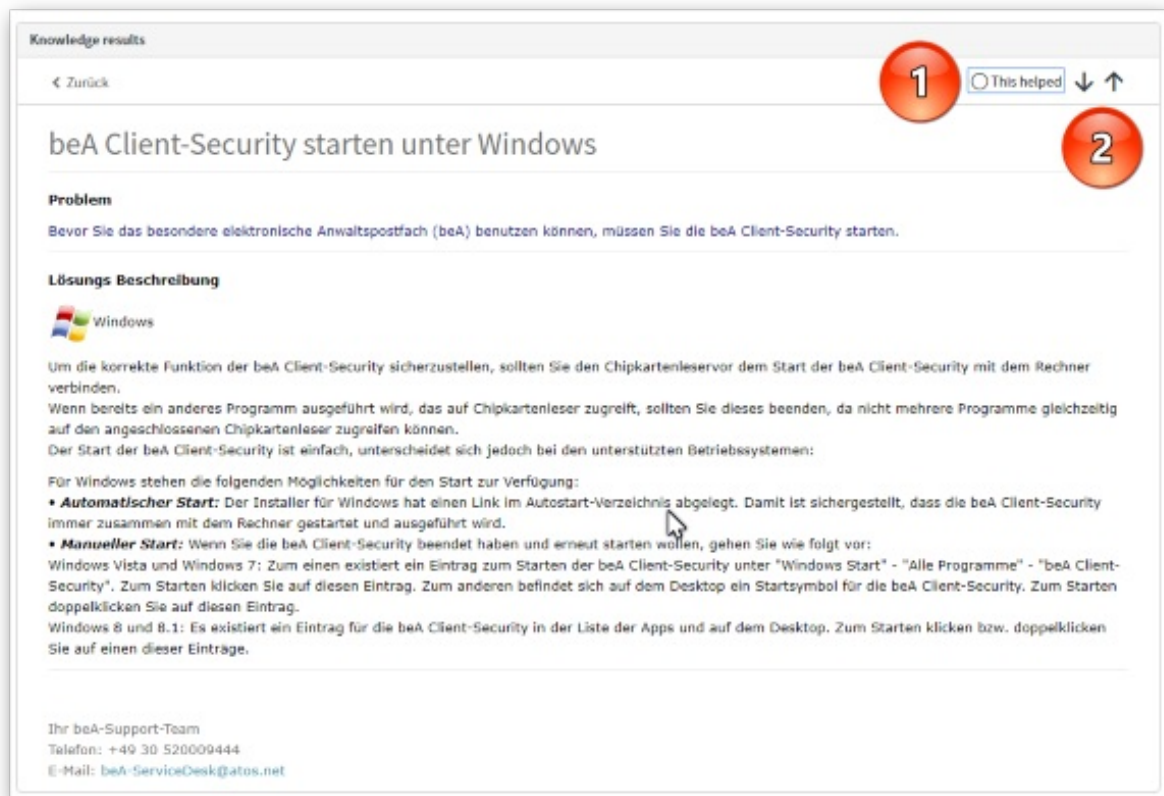 Knowledge results
Zurück
1
This helped
2
beA Client-Security starten unter Windows
Problem
Bevor Sie das besondere elektronische Anwaltspostfach (beA) benutzen können, müssen Sie die beA Client-Security starten.
Lösungs Beschreibung
Windows
Um die korrekte Funktion der beA Client-Security sicherzustellen, sollten Sie den Chipkartenleservor dem Start der beA Client-Security mit dem Rechner
verbinden.
Wenn bereits ein anderes Programm ausgeführt wird, das auf Chipkartenleser zugreift, sollten Sie dieses beenden, da nicht mehrere Programme gleichzeitig
auf den angeschlossenen Chipkartenleser zugreifen können.
Der Start der beA Client-Security ist einfach, unterscheidet sich jedoch bei den unterstützten Betriebssystemen:
Für Windows stehen die folgenden Möglichkeiten für den Start zur Verfügung:
• Automatischer Start: Der Installer für Windows hat einen Link im Autostart-Verzeichnis abgelegt. Damit ist sichergestellt, dass die beA Client-Security
immer zusammen mit dem Rechner gestartet und ausgeführt wird.
• Manueller Start: Wenn Sie die beA Client-Security beendet haben und erneut starten wollen, gehen Sie wie folgt vor:
Windows Vista und Windows 7: Zum einen existiert ein Eintrag zum Starten der beA Client-Security unter "Windows Start" - "Alle Programme" - "beA Client-
Security". Zum Starten klicken Sie auf diesen Eintrag. Zum anderen befindet sich auf dem Desktop ein Startsymbol für die beA Client-Security. Zum Starten
doppelklicken Sie auf diesen Eintrag.
Windows 8 und 8.1: Es existiert ein Eintrag für die beA Client-Security in der Liste der Apps und auf dem Desktop. Zum Starten klicken bzw. doppelklicken
Sie auf einen dieser Einträge.
Ihr beA-Support-Team
Telefon: +49 30 520009444
E-Mail: beA-ServiceDesk@atos.net